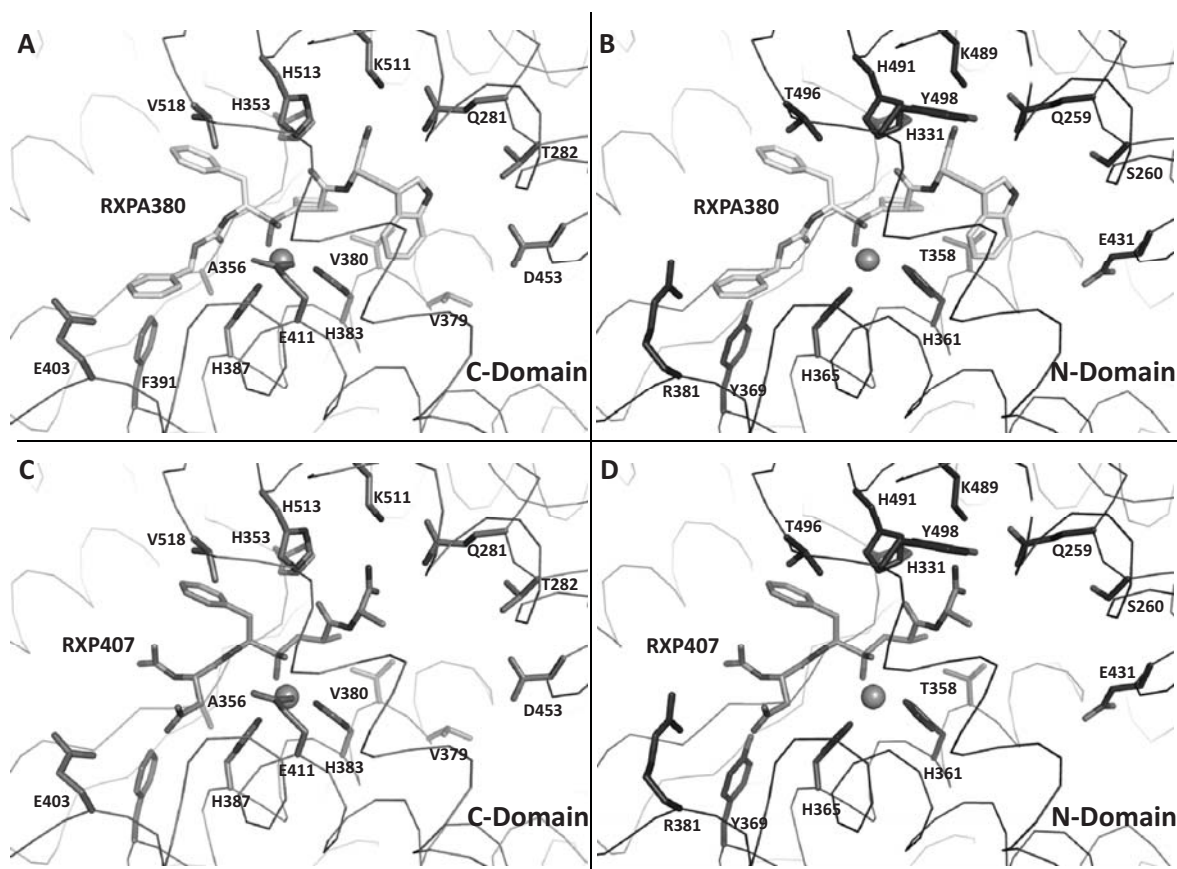 A
H513
K511
V518
H353
Q281
T282
RXPA380
A356
V380
D453
V379
E403
F391
H387
E411
H383
C-Domain
B
H491
K489
T496
Y498
H331
Q259
S260
RXPA380
T358
E431
R381
Y369
H365
H361
N-Domain
C
H513
K511
V518
H353
Q281
T282
RXP407
A356
V380
D453
V379
E403
H387
E411
H383
C-Domain
D
H491
K489
T496
Y498
H331
Q259
S260
RXP407
T358
E431
R381
Y369
H365
H361
N-Domain